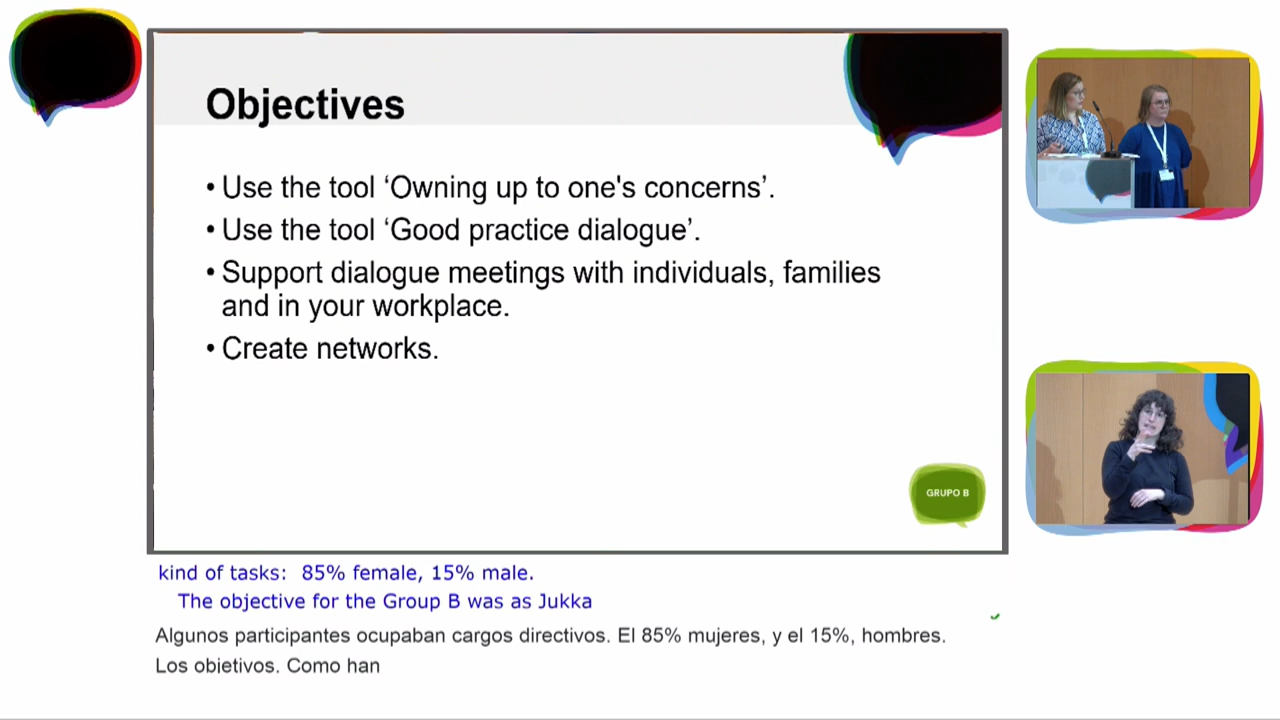 Objectives
• Use the tool ‘Owning up to one's concerns’.
• Use the tool ‘Good practice dialogue’.
• Support dialogue meetings with individuals, families
and in your workplace.
• Create networks.
GRUPO B
kind of tasks:  85% female, 15% male.
The objective for the Group B was as Jukka
Algunos participantes ocupaban cargos directivos. El 85% mujeres, y el 15%, hombres.
Los objetivos. Como han